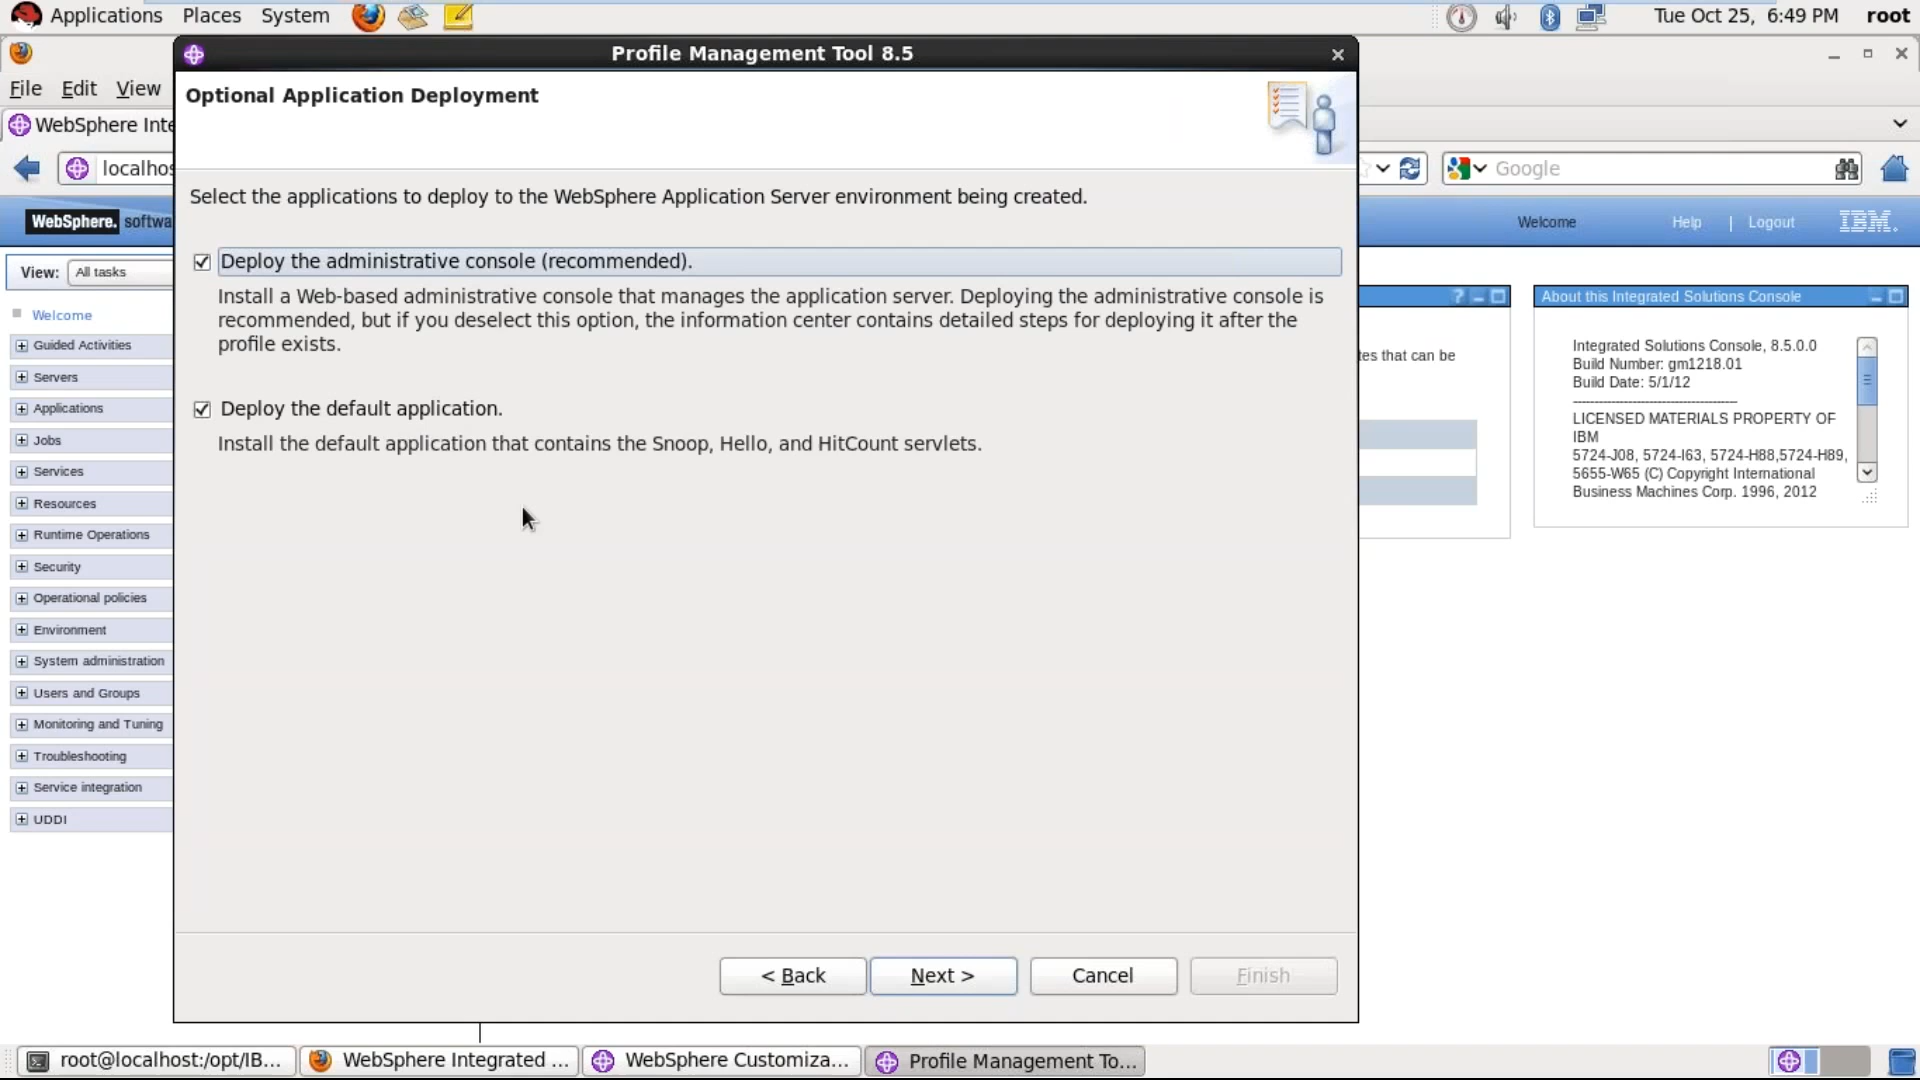 Applications Places System
Tue Oct 25, 6:49 PM root
Profile Management Tool 8.5
File Edit View
Optional Application Deployment
WebSphere Inte
localhos
Google
Select the applications to deploy to the WebSphere Application Server environment being created.
WebSphere. softwa
Welcome Help | Logout IBM.
View: All tasks
Deploy the administrative console (recommended).
Install a Web-based administrative console that manages the application server. Deploying the administrative console is
recommended, but if you deselect this option, the information center contains detailed steps for deploying it after the
profile exists.
Deploy the default application.
Install the default application that contains the Snoop, Hello, and HitCount servlets.
Welcome
Guided Activities
Servers
Applications
Jobs
Services
Resources
Runtime Operations
Security
Operational policies
Environment
System administration
Users and Groups
Monitoring and Tuning
Troubleshooting
Service integration
UDDI
tes that can be
About this Integrated Solutions Console
Integrated Solutions Console, 8.5.0.0
Build Number: gm1218.01
Build Date: 5/1/12
----------------------------------------
LICENSED MATERIALS PROPERTY OF
IBM
5724-J08, 5724-I63, 5724-H88,5724-H89,
5655-W65 (C) Copyright International
Business Machines Corp. 1996, 2012
< Back Next > Cancel Finish
root@localhost:/opt/IB... WebSphere Integrated ... WebSphere Customiza... Profile Management To...